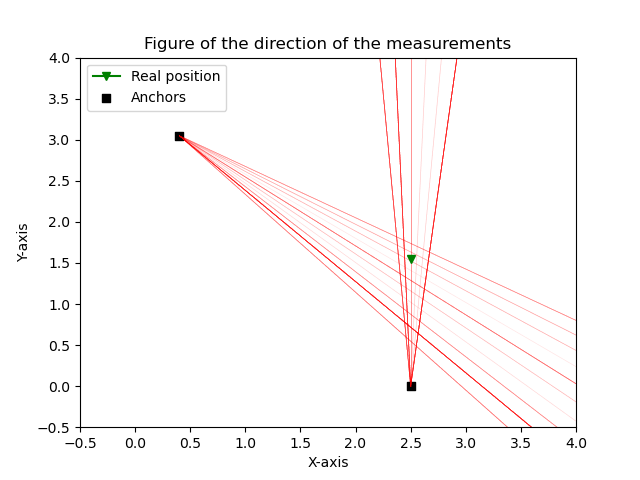 Figure of the direction of the measurements
Real position
Anchors
4.0
3.5
3.0
2.5
2.0
1.5
1.0
0.5
0.0
−0.5
Y-axis
−0.5 0.0 0.5 1.0 1.5 2.0 2.5 3.0 3.5 4.0
X-axis